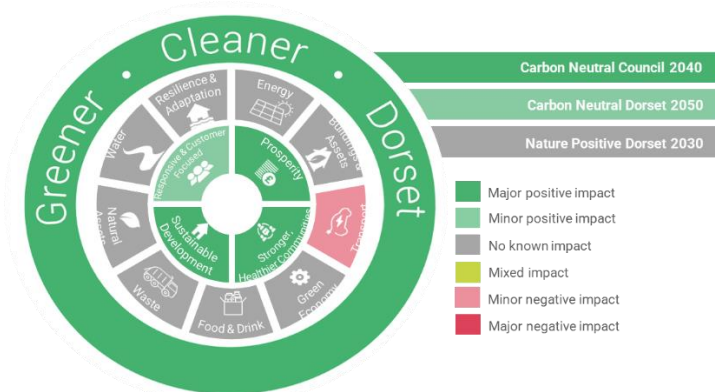 Greener • Cleaner • Dorset
Resilience &
Adaptation
Energy
Buildings &
Assets
Transport
Green
Economy
Food & Drink
Waste
Natural
Assets
Water
Responsive & Customer
Focused
Prosperity
£
Stronger,
Healthier Communities
Sustainable
Development
Carbon Neutral Council 2040
Carbon Neutral Dorset 2050
Nature Positive Dorset 2030
Major positive impact
Minor positive impact
No known impact
Mixed impact
Minor negative impact
Major negative impact